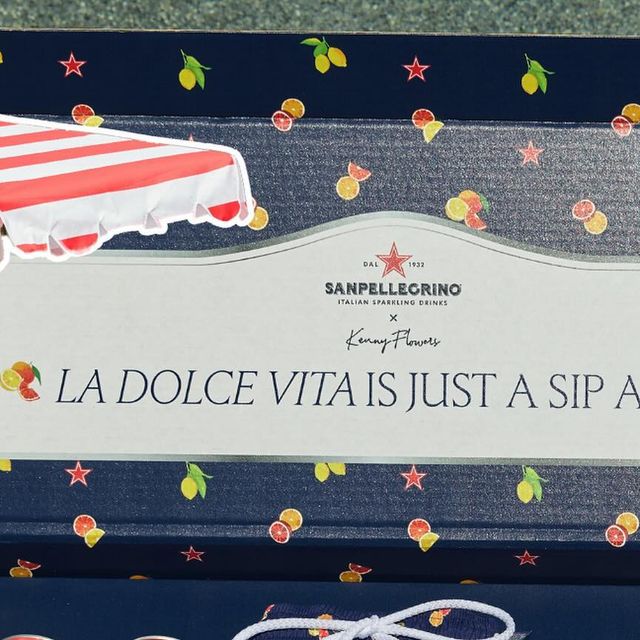 DAL 1932
SANPELLEGRINO
ITALIAN SPARKLING DRINKS
x
Kenny Flowers
LA DOLCE VITA IS JUST A SIP A